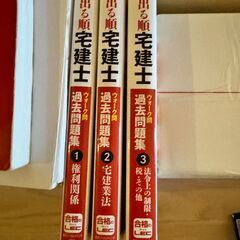 出る順 宅建士
ウォーク問
過去問題集
1 権利関係
合格の
LEC
出る順 宅建士
ウォーク問
過去問題集
2 宅建業法
合格の
LEC
出る順 宅建士
ウォーク問
過去問題集
3 法令上の制限・
税・その他
合格の
LEC